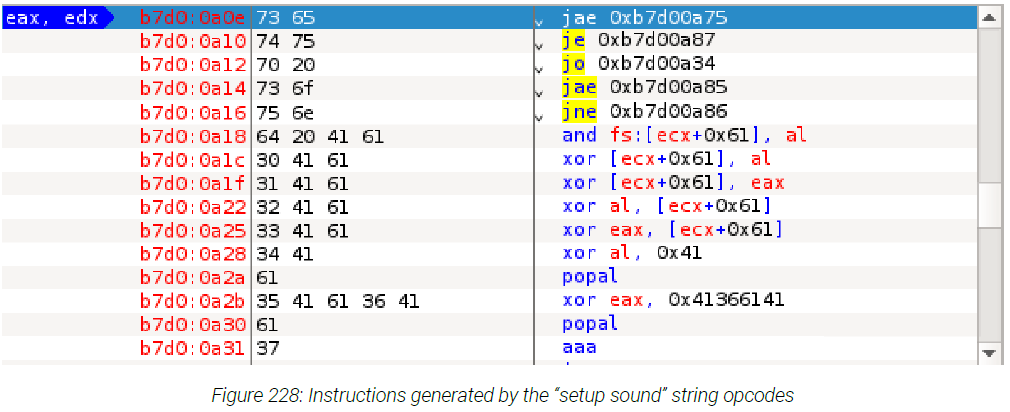 eax, edx b7d0:0a0e 73 65 jae 0xb7d00a75
b7d0:0a10 74 75 je 0xb7d00a87
b7d0:0a12 70 20 jo 0xb7d00a34
b7d0:0a14 73 6f jae 0xb7d00a85
b7d0:0a16 75 6e jne 0xb7d00a86
b7d0:0a18 64 20 41 61 and fs:[ecx+0x61], al
b7d0:0a1c 30 41 61 xor [ecx+0x61], al
b7d0:0a1f 31 41 61 xor [ecx+0x61], eax
b7d0:0a22 32 41 61 xor al, [ecx+0x61]
b7d0:0a25 33 41 61 xor eax, [ecx+0x61]
b7d0:0a28 34 41 xor al, 0x41
b7d0:0a2a 61 popal
b7d0:0a2b 35 41 61 36 41 xor eax, 0x41366141
b7d0:0a30 61 popal
b7d0:0a31 37 aaa
Figure 228: Instructions generated by the “setup sound” string opcodes